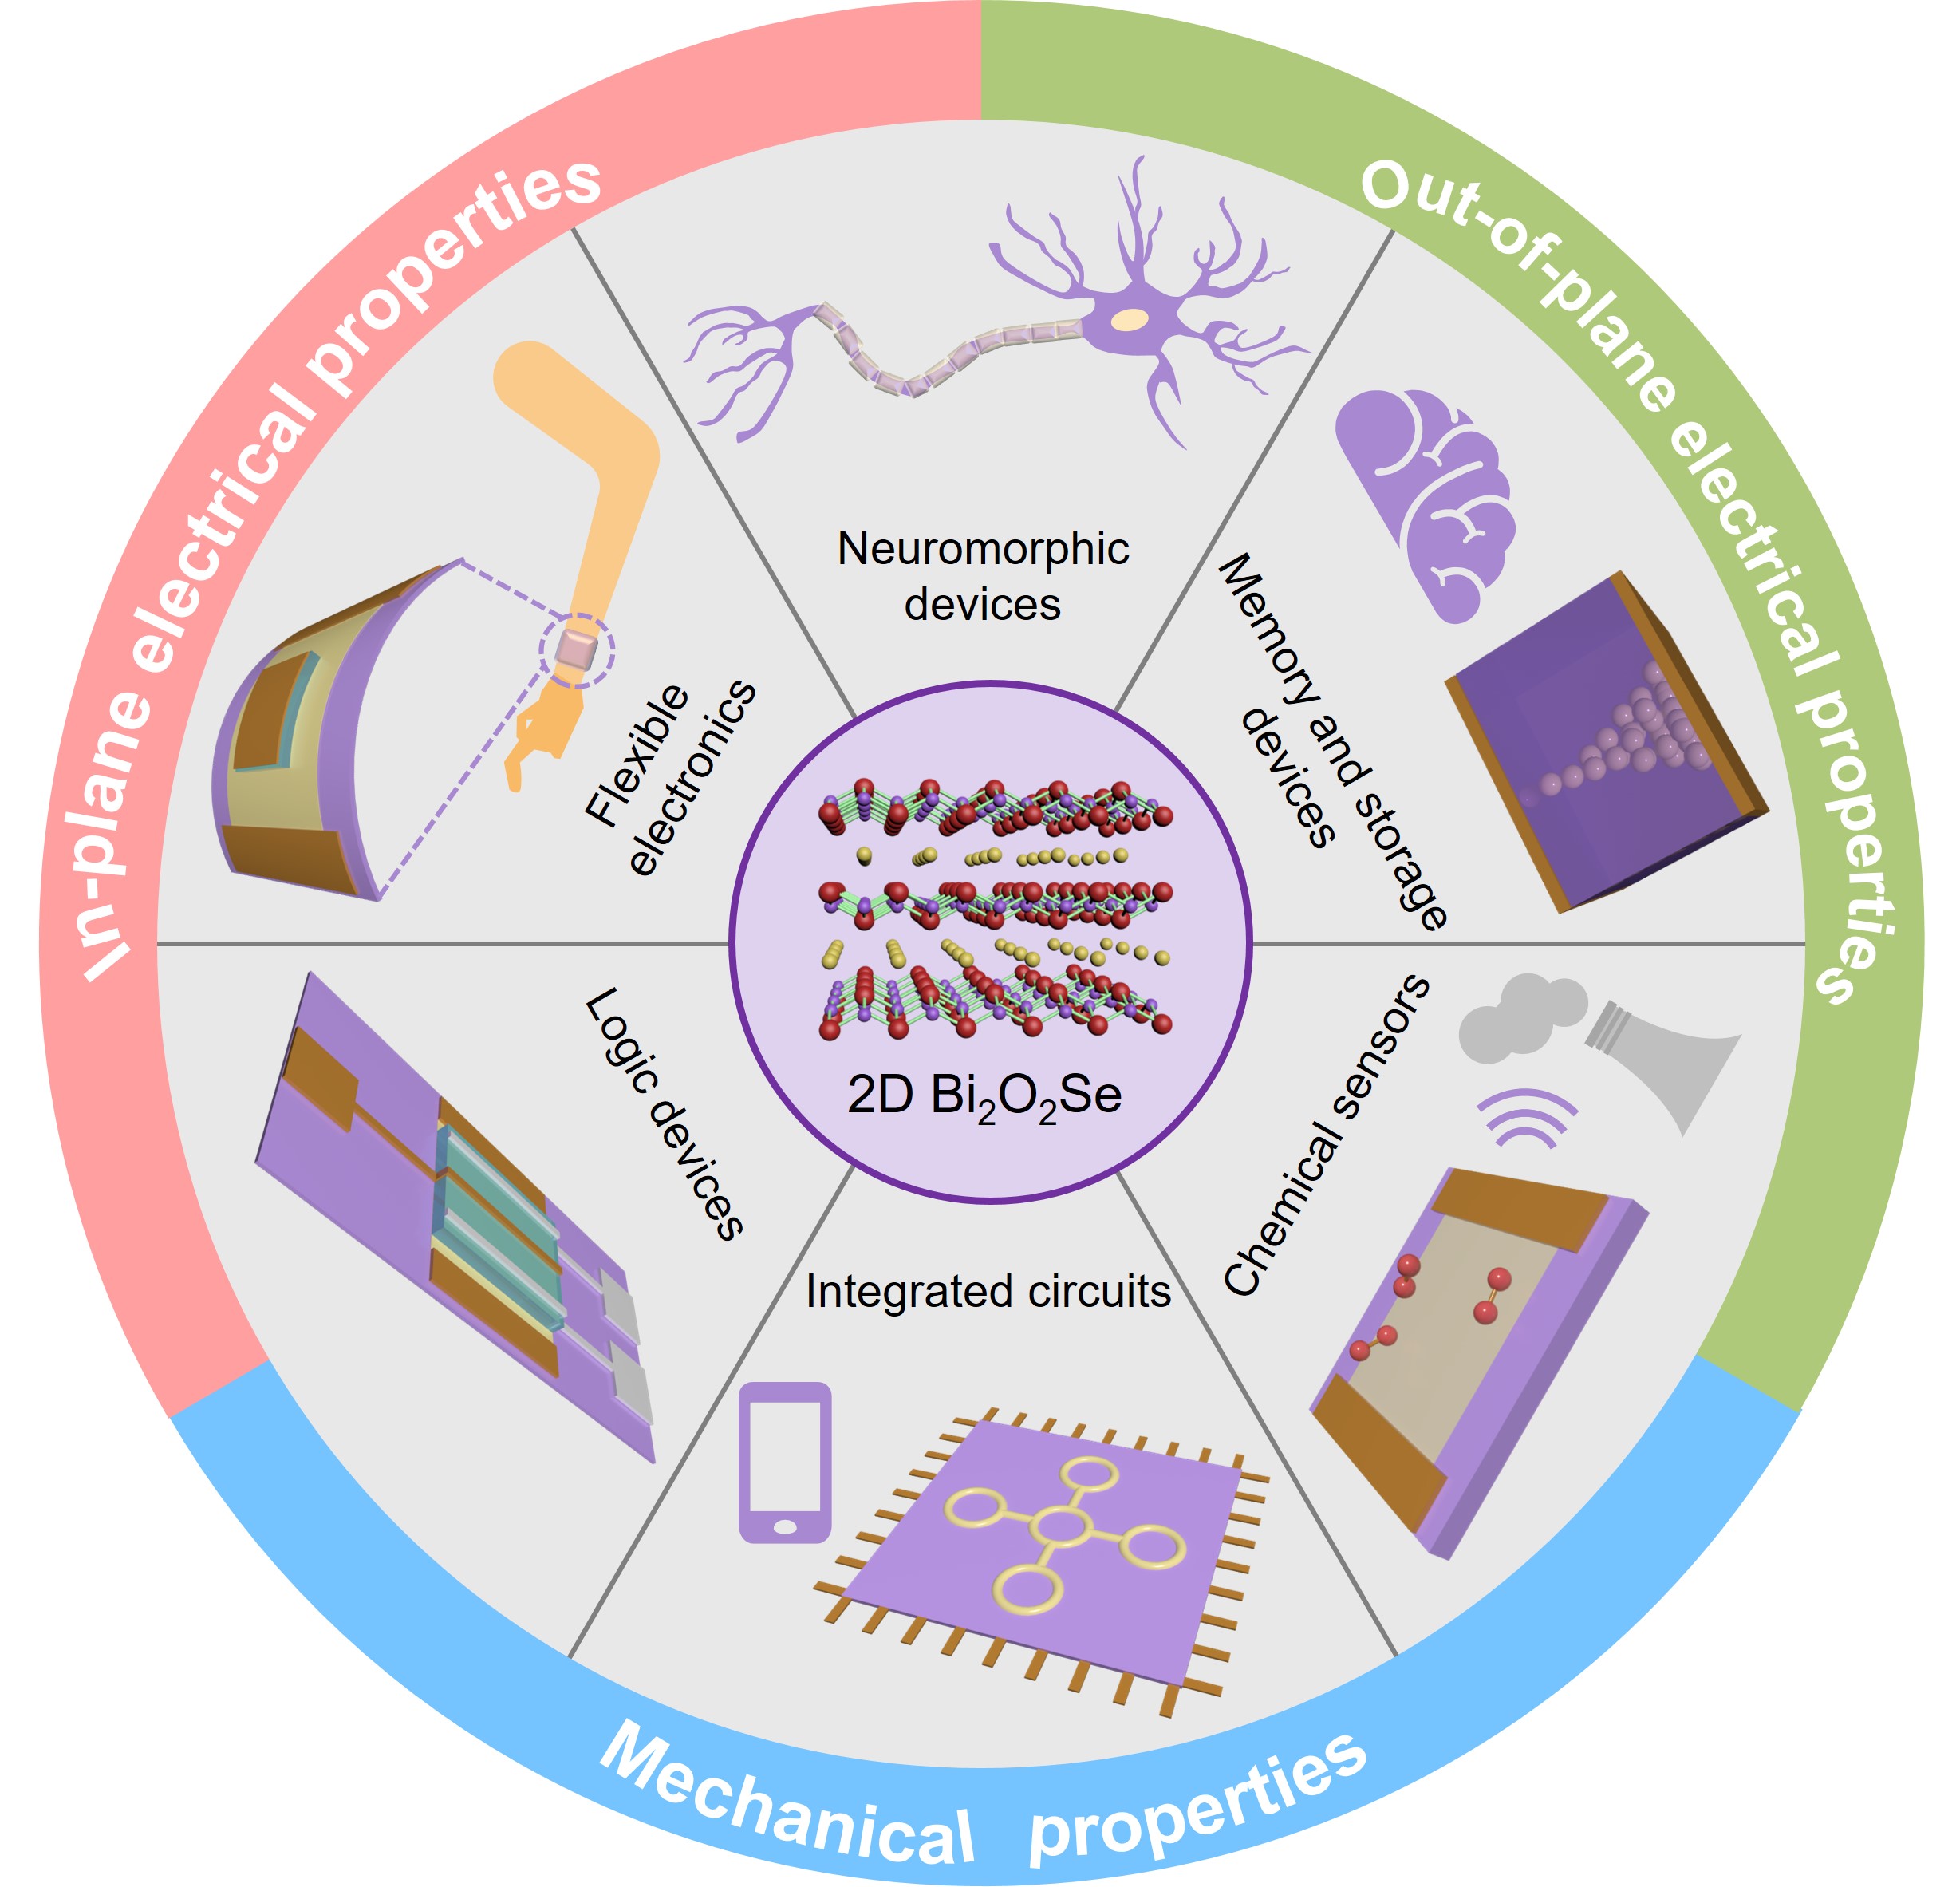 In-plane electrical properties
Out-of-plane electrical properties
Neuromorphic
devices
Flexible
electronics
Memory and storage
devices
2D Bi₂O₂Se
Logic devices
Chemical sensors
Integrated circuits
Mechanical properties